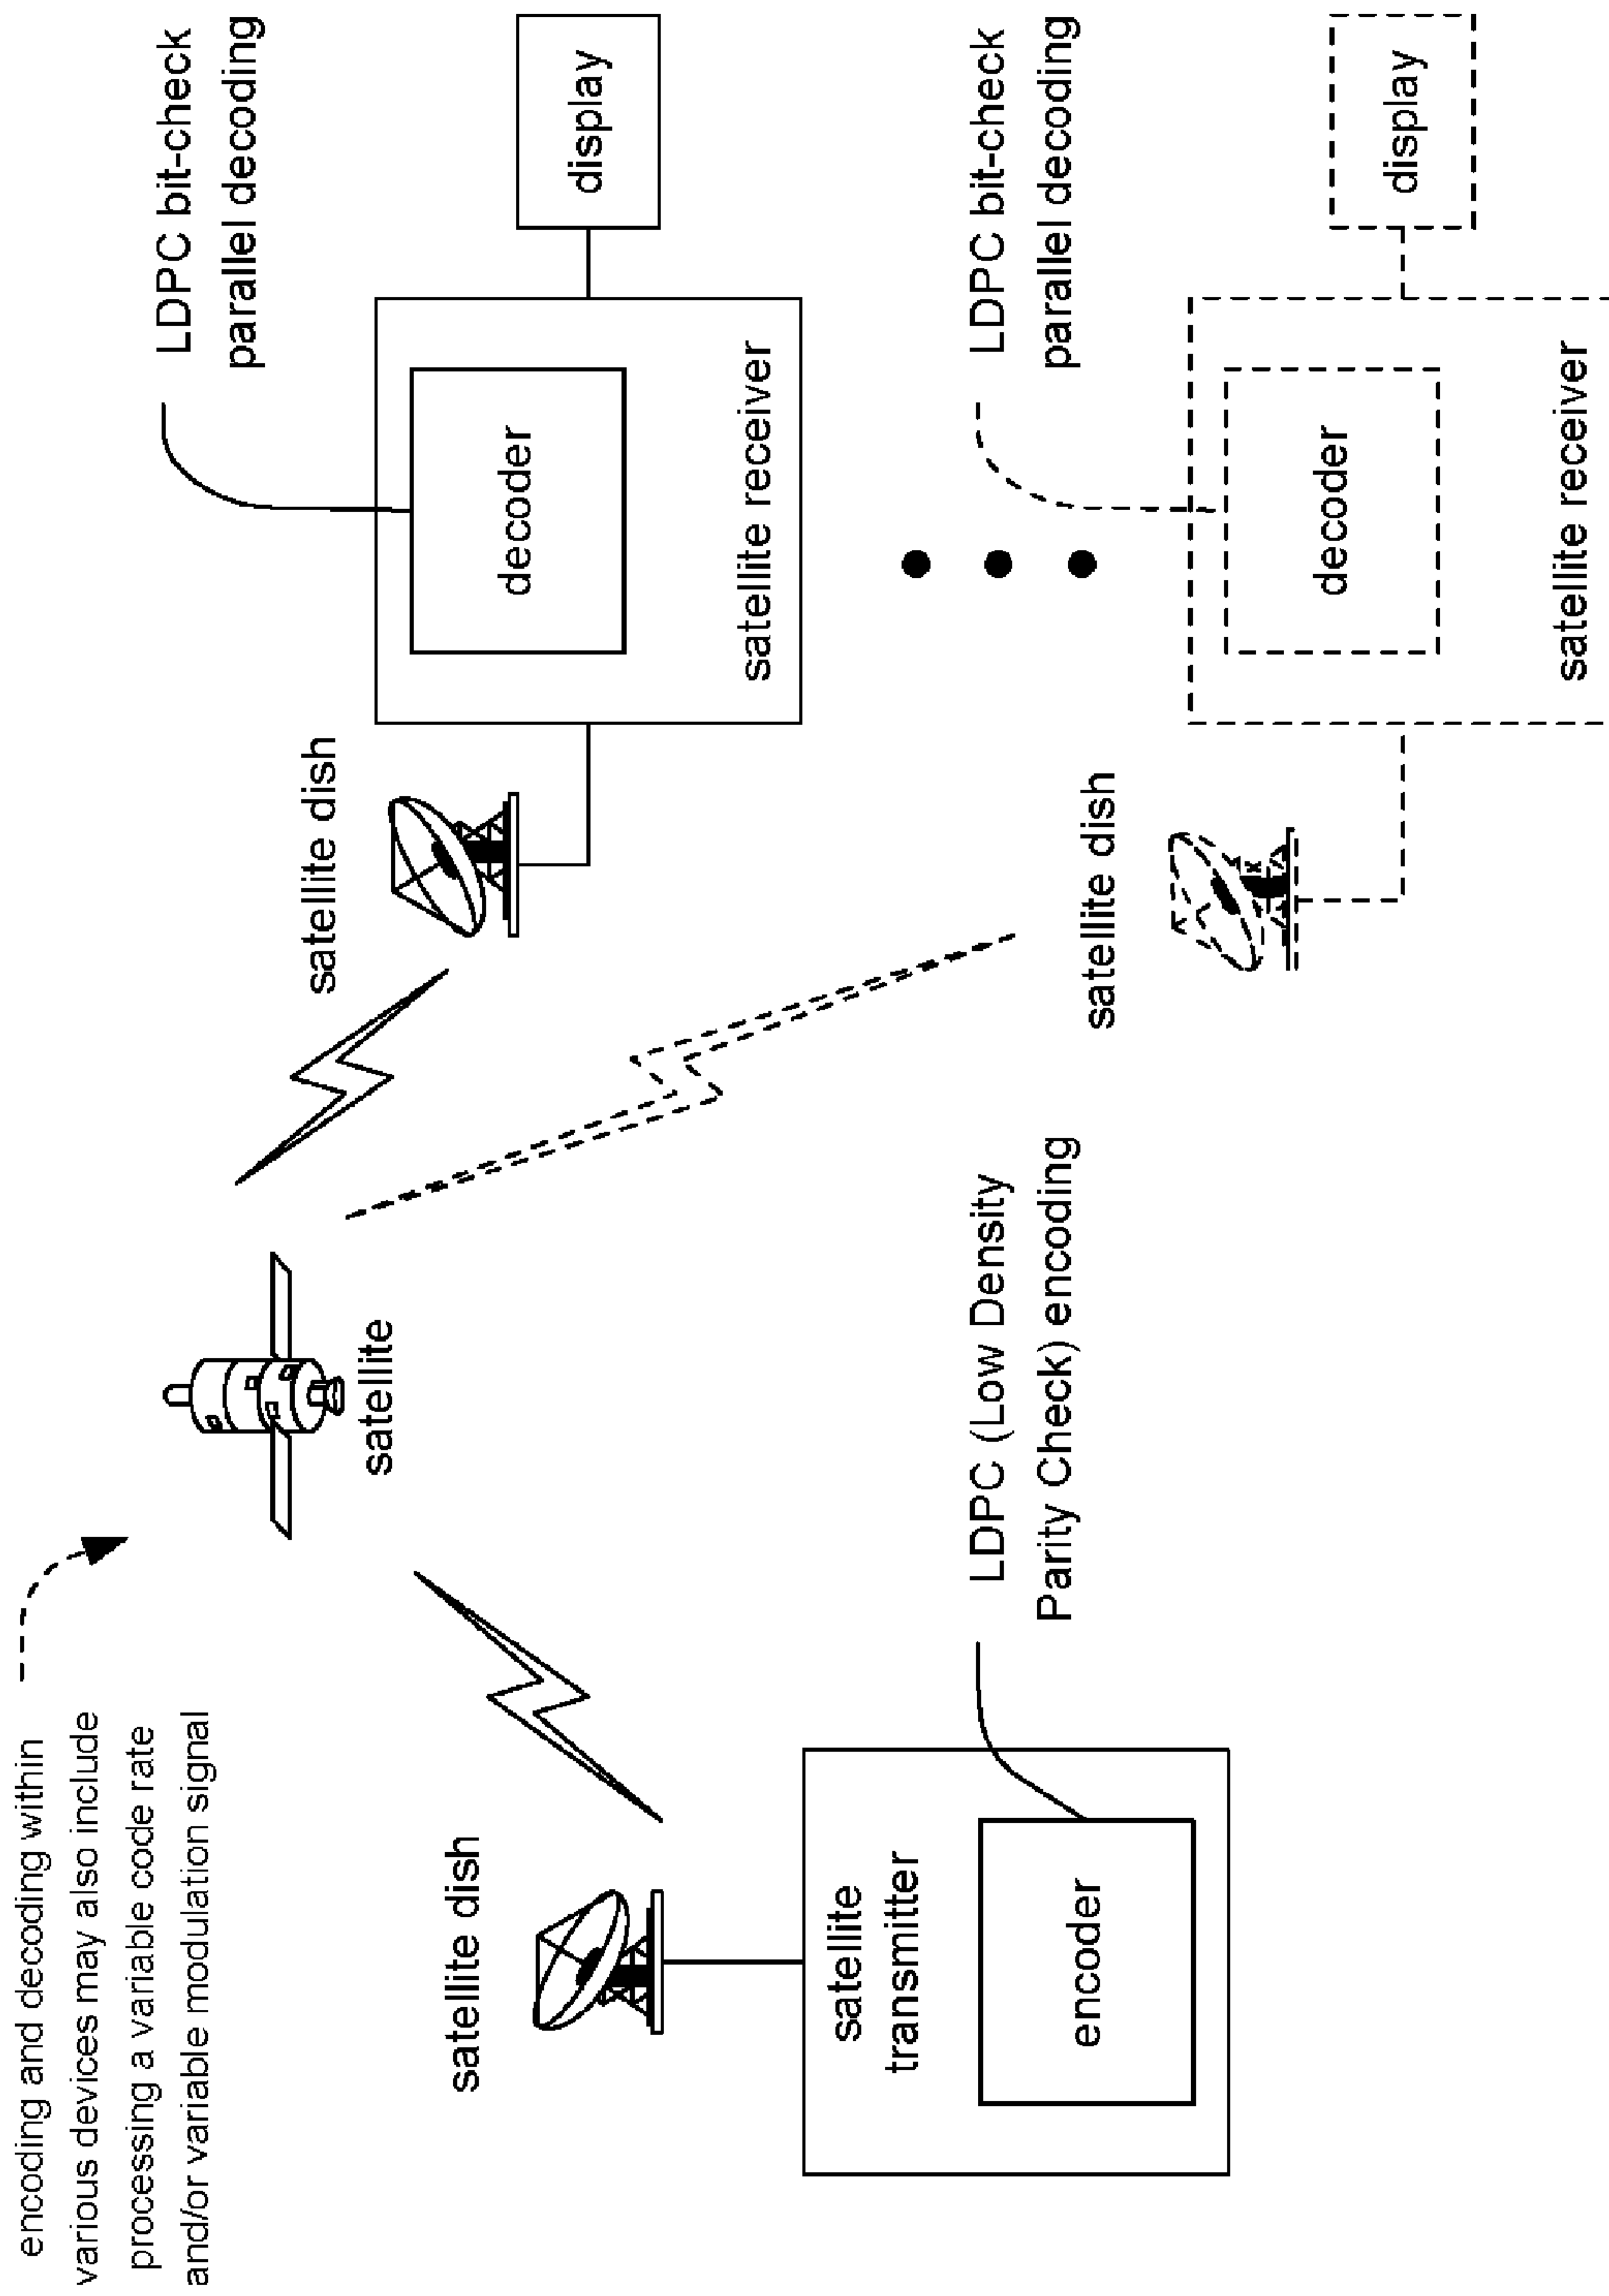 encoding and decoding within
various devices may also include
processing a variable code rate
and/or variable modulation signal
satellite
satellite dish
satellite
transmitter
encoder
LDPC (Low Density
Parity Check) encoding
satellite dish
LDPC bit-check
parallel decoding
decoder
satellite receiver
display
satellite dish
LDPC bit-check
parallel decoding
decoder
satellite receiver
display